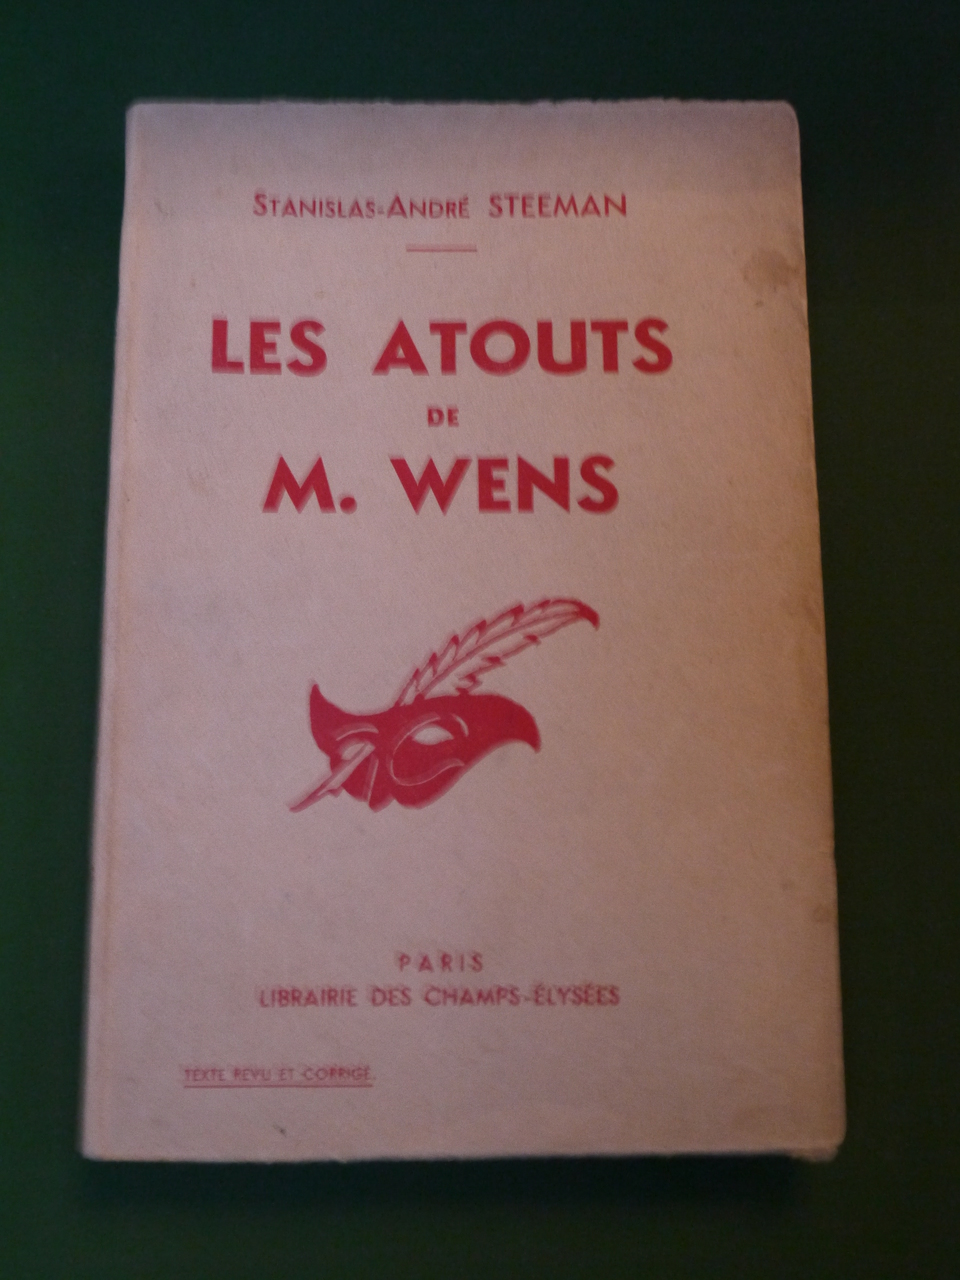 STANISLAS-ANDRÉ STEEMAN
LES ATOUTS
DE
M. WENS
PARIS
LIBRAIRIE DES CHAMPS-ÉLYSÉES
TEXTE REVU ET CORRIGÉ.